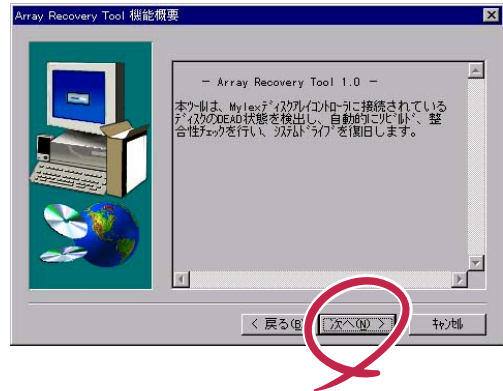 Array Recovery Tool 機能概要
－ Array Recovery Tool 1.0 －
本ﾂｰﾙは、Mylexﾃﾞｨｽｸｱﾚｲｺﾝﾄﾛｰﾗに接続されている
ﾃﾞｨｽｸのDEAD状態を検出し、自動的にﾘﾋﾞﾙﾄﾞ、整
合性ﾁｪｯｸを行い、ｼｽﾃﾑﾄﾞﾗｲﾌﾞを復旧します。
< 戻る(B) 次へ(N) > ｷｬﾝｾﾙ